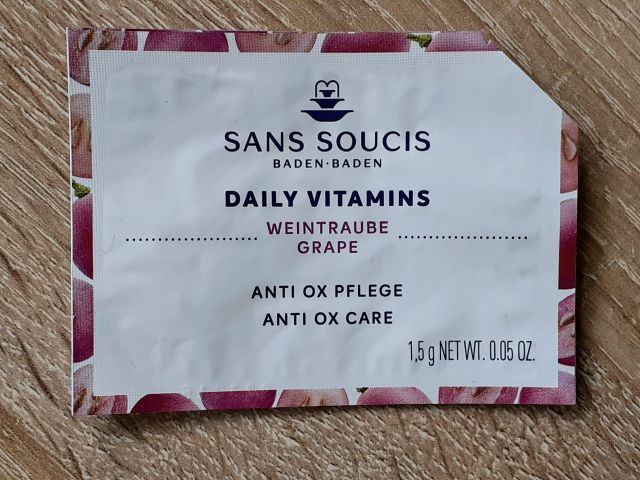 SANS SOUCIS
BADEN·BADEN
DAILY VITAMINS
WEINTRAUBE
GRAPE
ANTI OX PFLEGE
ANTI OX CARE
1,5 g NET WT. 0.05 OZ.